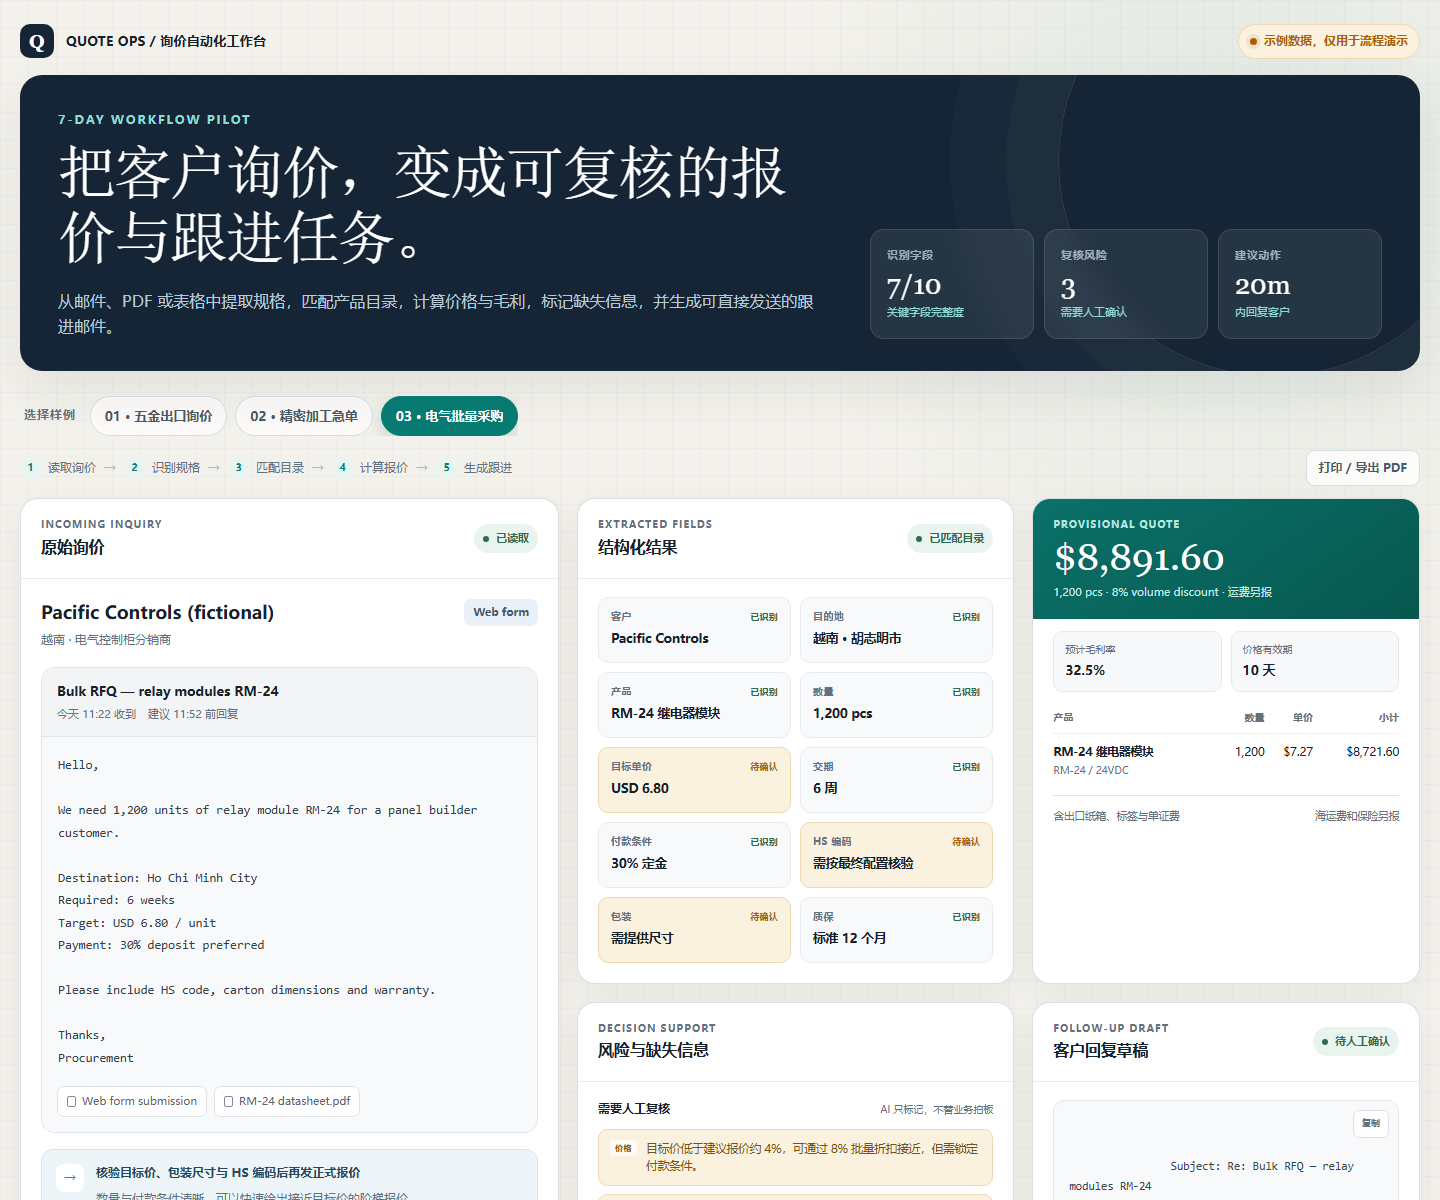 Q QUOTE OPS / 询价自动化工作台
示例数据，仅用于流程演示
7-DAY WORKFLOW PILOT
把客户询价，变成可复核的报
价与跟进任务。
从邮件、PDF 或表格中提取规格，匹配产品目录，计算价格与毛利，标记缺失信息，并生成可直接发送的跟
进邮件。
识别字段
7/10
关键字段完整度
复核风险
3
需要人工确认
建议动作
20m
内回复客户
选择样例
01 • 五金出口询价
02 • 精密加工急单
03 • 电气批量采购
1 读取询价 → 2 识别规格 → 3 匹配目录 → 4 计算报价 → 5 生成跟进
打印 / 导出 PDF
INCOMING INQUIRY
原始询价
已读取
Pacific Controls (fictional)
Web form
越南 · 电气控制柜分销商
Bulk RFQ — relay modules RM-24
今天 11:22 收到 建议 11:52 前回复
Hello,
We need 1,200 units of relay module RM-24 for a panel builder
customer.
Destination: Ho Chi Minh City
Required: 6 weeks
Target: USD 6.80 / unit
Payment: 30% deposit preferred
Please include HS code, carton dimensions and warranty.
Thanks,
Procurement
Web form submission
RM-24 datasheet.pdf
→ 核验目标价、包装尺寸与 HS 编码后再发正式报价
数量与付款条件清晰，可以快速给出接近目标价的阶梯报价。
EXTRACTED FIELDS
结构化结果
已匹配目录
客户 已识别
Pacific Controls
目的地 已识别
越南 • 胡志明市
产品 已识别
RM-24 继电器模块
数量 已识别
1,200 pcs
目标单价 待确认
USD 6.80
交期 已识别
6 周
付款条件 已识别
30% 定金
HS 编码 待确认
需按最终配置核验
包装 待确认
需提供尺寸
质保 已识别
标准 12 个月
PROVISIONAL QUOTE
$8,891.60
1,200 pcs · 8% volume discount · 运费另报
预计毛利率
32.5%
价格有效期
10 天
产品 数量 单价 小计
RM-24 继电器模块 1,200 $7.27 $8,721.60
RM-24 / 24VDC
含出口纸箱、标签与单证费 海运费和保险另报
DECISION SUPPORT
风险与缺失信息
需要人工复核 AI 只标记，不替业务拍板
价格 目标价低于建议报价约 4%，可通过 8% 批量折扣接近，但需锁定
付款条件。
FOLLOW-UP DRAFT
客户回复草稿
待人工确认
复制
Subject: Re: Bulk RFQ — relay
modules RM-24